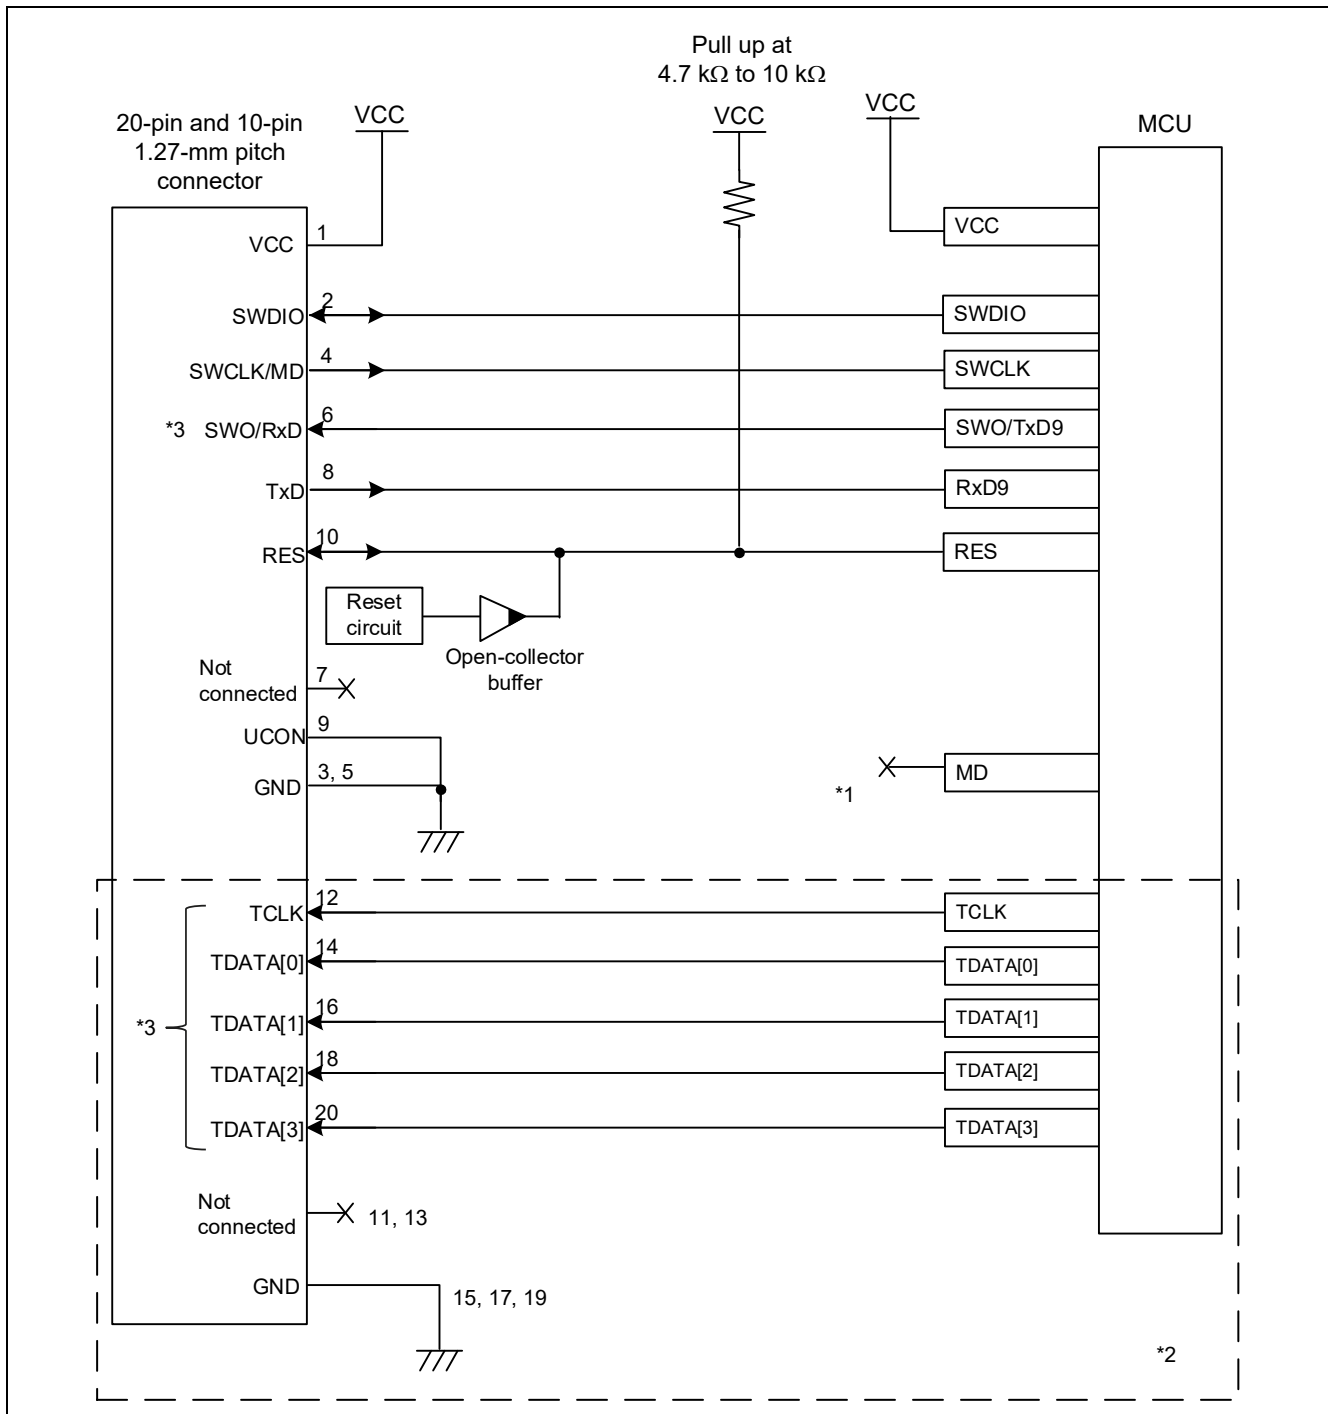 Pull up at
4.7 kΩ to 10 kΩ
20-pin and 10-pin
1.27-mm pitch
connector
VCC
VCC
VCC
MCU
VCC
1
VCC
SWDIO
2
SWDIO
SWCLK/MD
4
SWCLK
*3
SWO/RxD
6
SWO/TxD9
TxD
8
RxD9
RES
10
RES
Reset
circuit
Open-collector
buffer
Not
connected
7
UCON
9
GND
3, 5
*1
MD
TCLK
12
TCLK
TDATA[0]
14
TDATA[0]
*3
TDATA[1]
16
TDATA[1]
TDATA[2]
18
TDATA[2]
TDATA[3]
20
TDATA[3]
Not
connected
11, 13
GND
15, 17, 19
*2